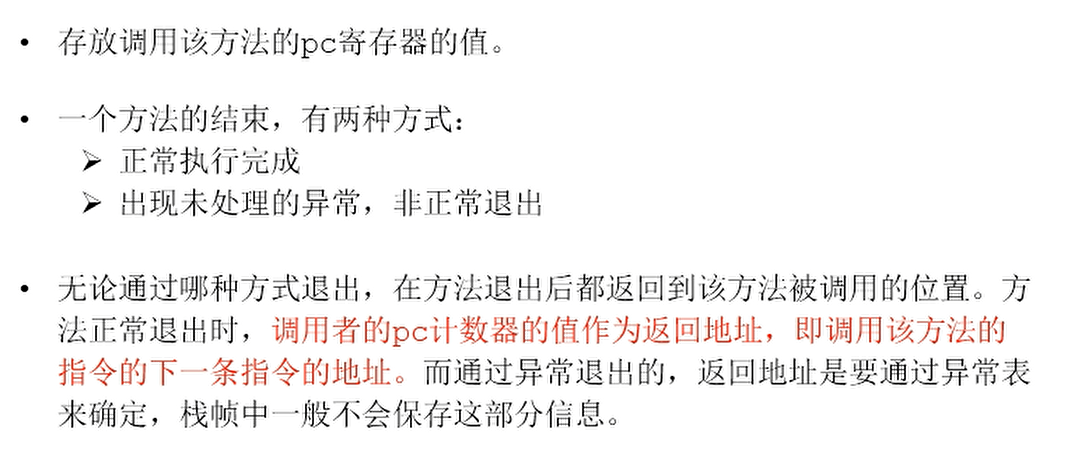 • 存放调用该方法的pc寄存器的值。
• 一个方法的结束，有两种方式：
➢ 正常执行完成
➢ 出现未处理的异常，非正常退出
• 无论通过哪种方式退出，在方法退出后都返回到该方法被调用的位置。方
法正常退出时，调用者的pc计数器的值作为返回地址，即调用该方法的
指令的下一条指令的地址。而通过异常退出的，返回地址是要通过异常表
来确定，栈帧中一般不会保存这部分信息。